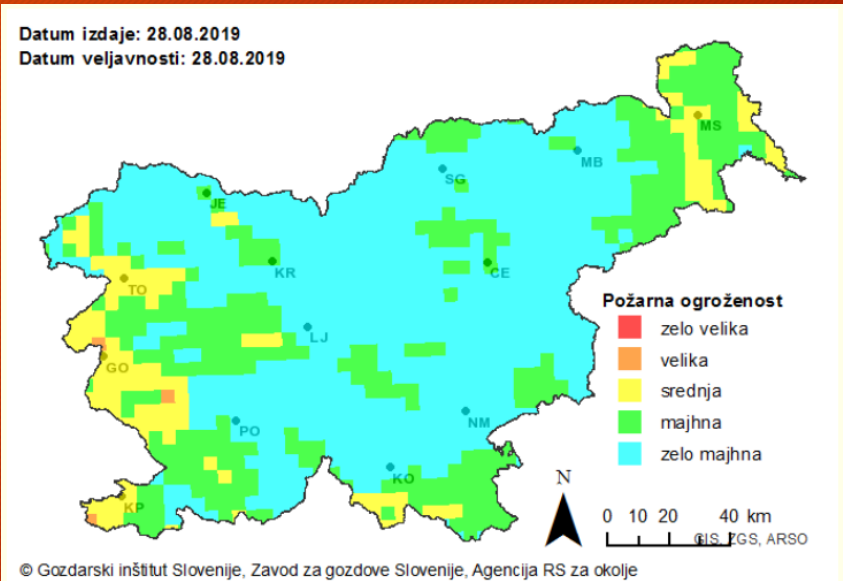 Datum izdaje: 28.08.2019
Datum veljavnosti: 28.08.2019
MS
MB
SG
JE
KR
CE
TO
LJ
GO
PO
NM
KO
KP
Požarna ogroženost
zelo velika
velika
srednja
majhna
zelo majhna
N
0 10 20 40 km
GIS, ZGS, ARSO
© Gozdarski inštitut Slovenije, Zavod za gozdove Slovenije, Agencija RS za okolje